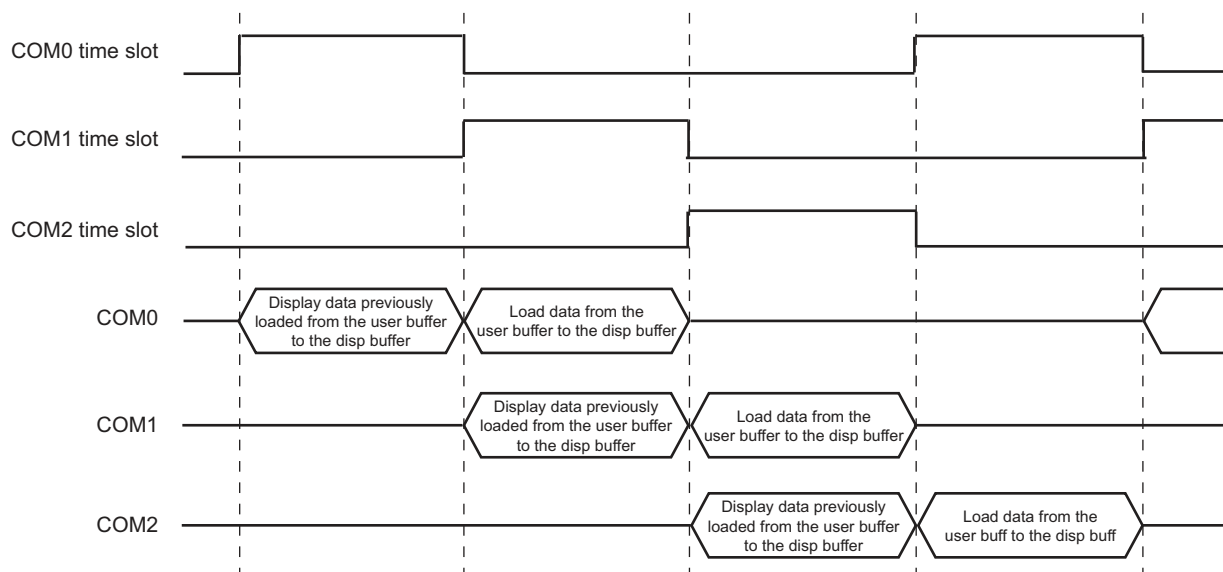 COM0 time slot
COM1 time slot
COM2 time slot
COM0
Display data previously
loaded from the user buffer
to the disp buffer
Load data from the
user buffer to the disp buffer
COM1
Display data previously
loaded from the user buffer
to the disp buffer
Load data from the
user buffer to the disp buffer
COM2
Display data previously
loaded from the user buffer
to the disp buffer
Load data from the
user buff to the disp buff